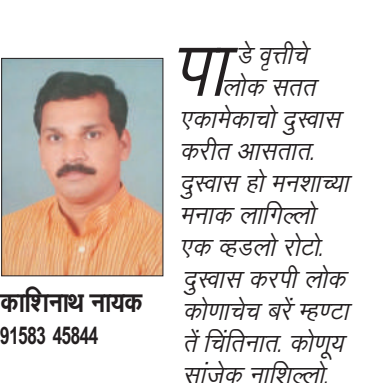 पाडे वृत्तीचे
लोक सतत
एकामेकाचो दुस्वास
करीत आसतात.
दुस्वास हो मनशाच्या
मनाक लागिल्लो
एक व्हडलो रोटो.
दुस्वास करपी लोक
कोणाचेच बरें म्हण्टा
तें चिंतिनात. कोणूय
सांजेक नाशिल्लो.
काशिनाथ नायक
91583 45844